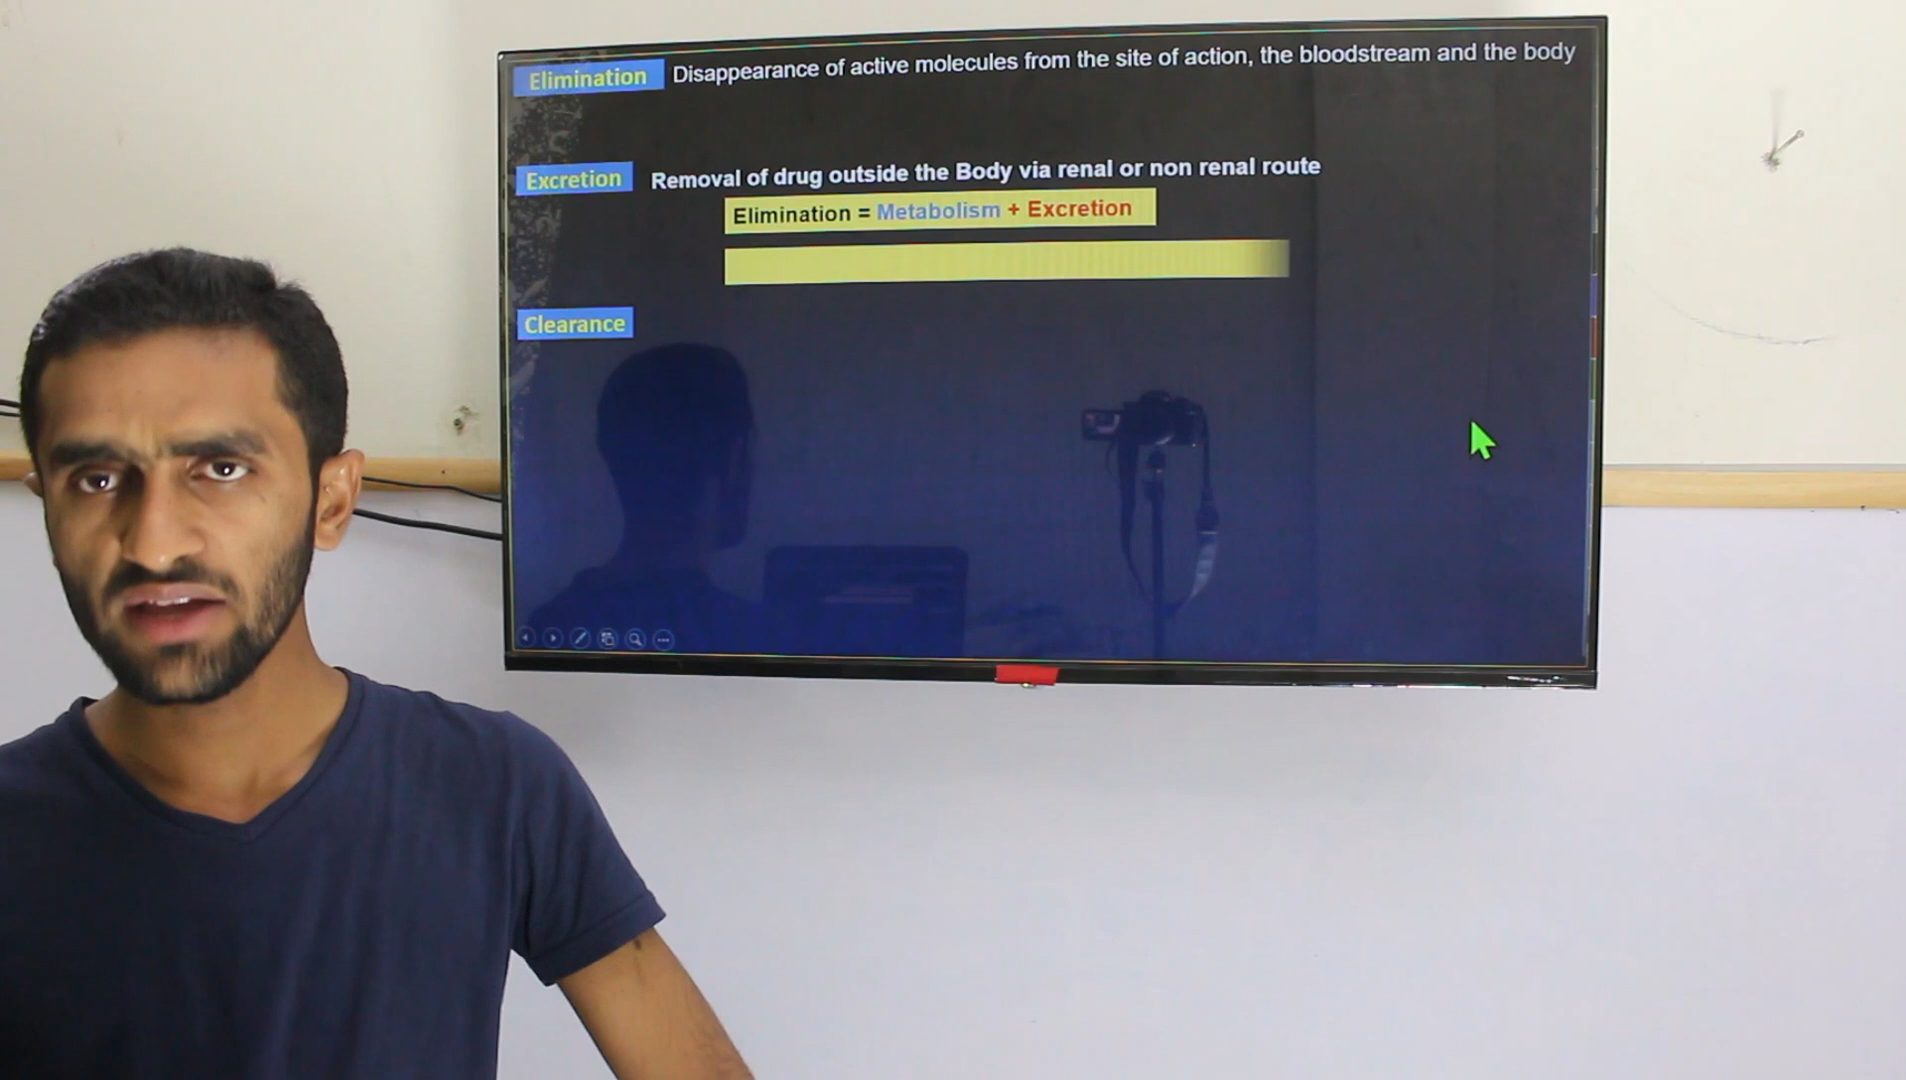 Elimination Disappearance of active molecules from the site of action, the bloodstream and the body
Excretion Removal of drug outside the Body via renal or non renal route
Elimination = Metabolism + Excretion
Clearance